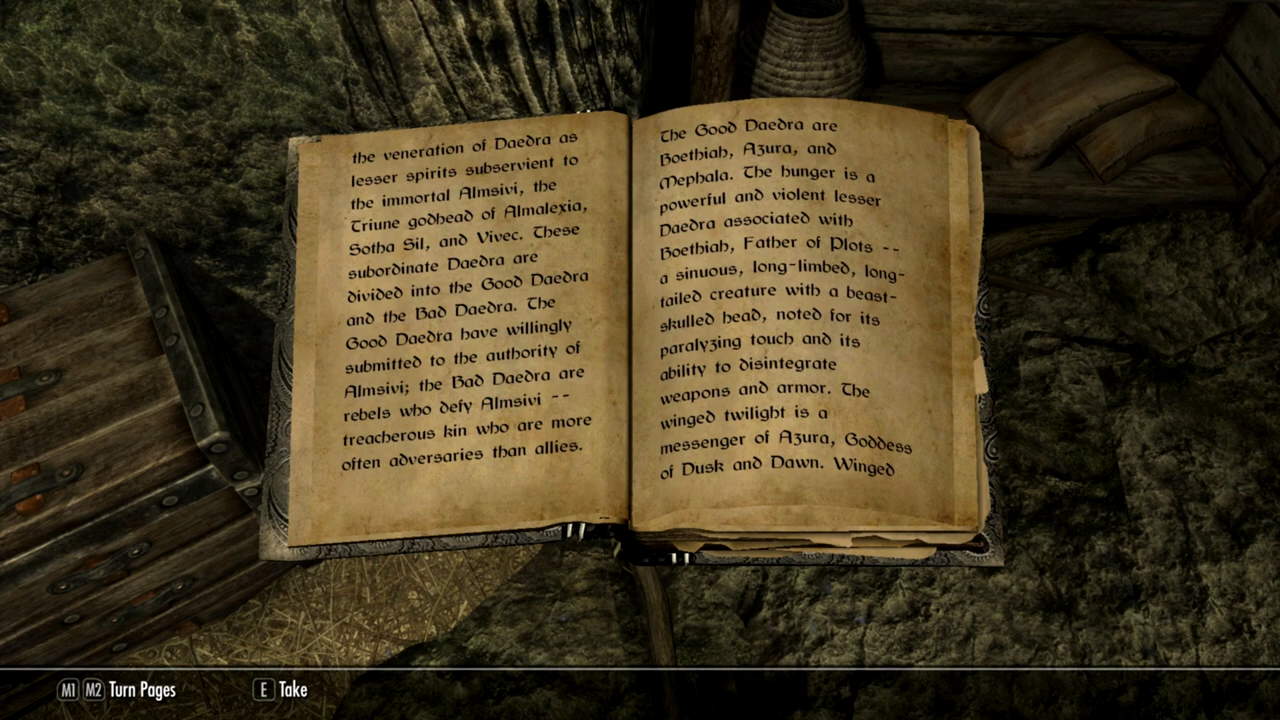 the veneration of Daedra as
lesser spirits subservient to
the immortal Almsivi, the
Triune godhead of Almalexia,
Sotha Sil, and Vivec. These
subordinate Daedra are
divided into the Good Daedra
and the Bad Daedra. The
Good Daedra have willingly
submitted to the authority of
Almsivi; the Bad Daedra are
rebels who defy Almsivi --
treacherous kin who are more
often adversaries than allies.
The Good Daedra are
Boethiah, Azura, and
Mephala. The hunger is a
powerful and violent lesser
Daedra associated with
Boethiah, Father of Plots --
a sinuous, long-limbed, long-
tailed creature with a beast-
skulled head, noted for its
paralyzing touch and its
ability to disintegrate
weapons and armor. The
winged twilight is a
messenger of Azura, Goddess
of Dusk and Dawn. Winged
M1 M2 Turn Pages
E Take